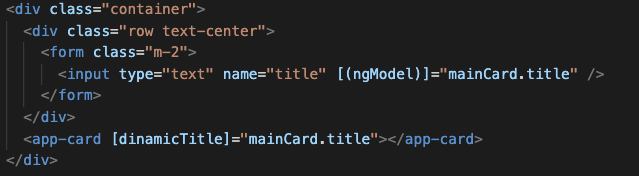 <div class="container">
<div class="row text-center">
<form class="m-2">
<input type="text" name="title" [(ngModel)]="mainCard.title" />
</form>
</div>
<app-card [dinamicTitle]="mainCard.title"></app-card>
</div>